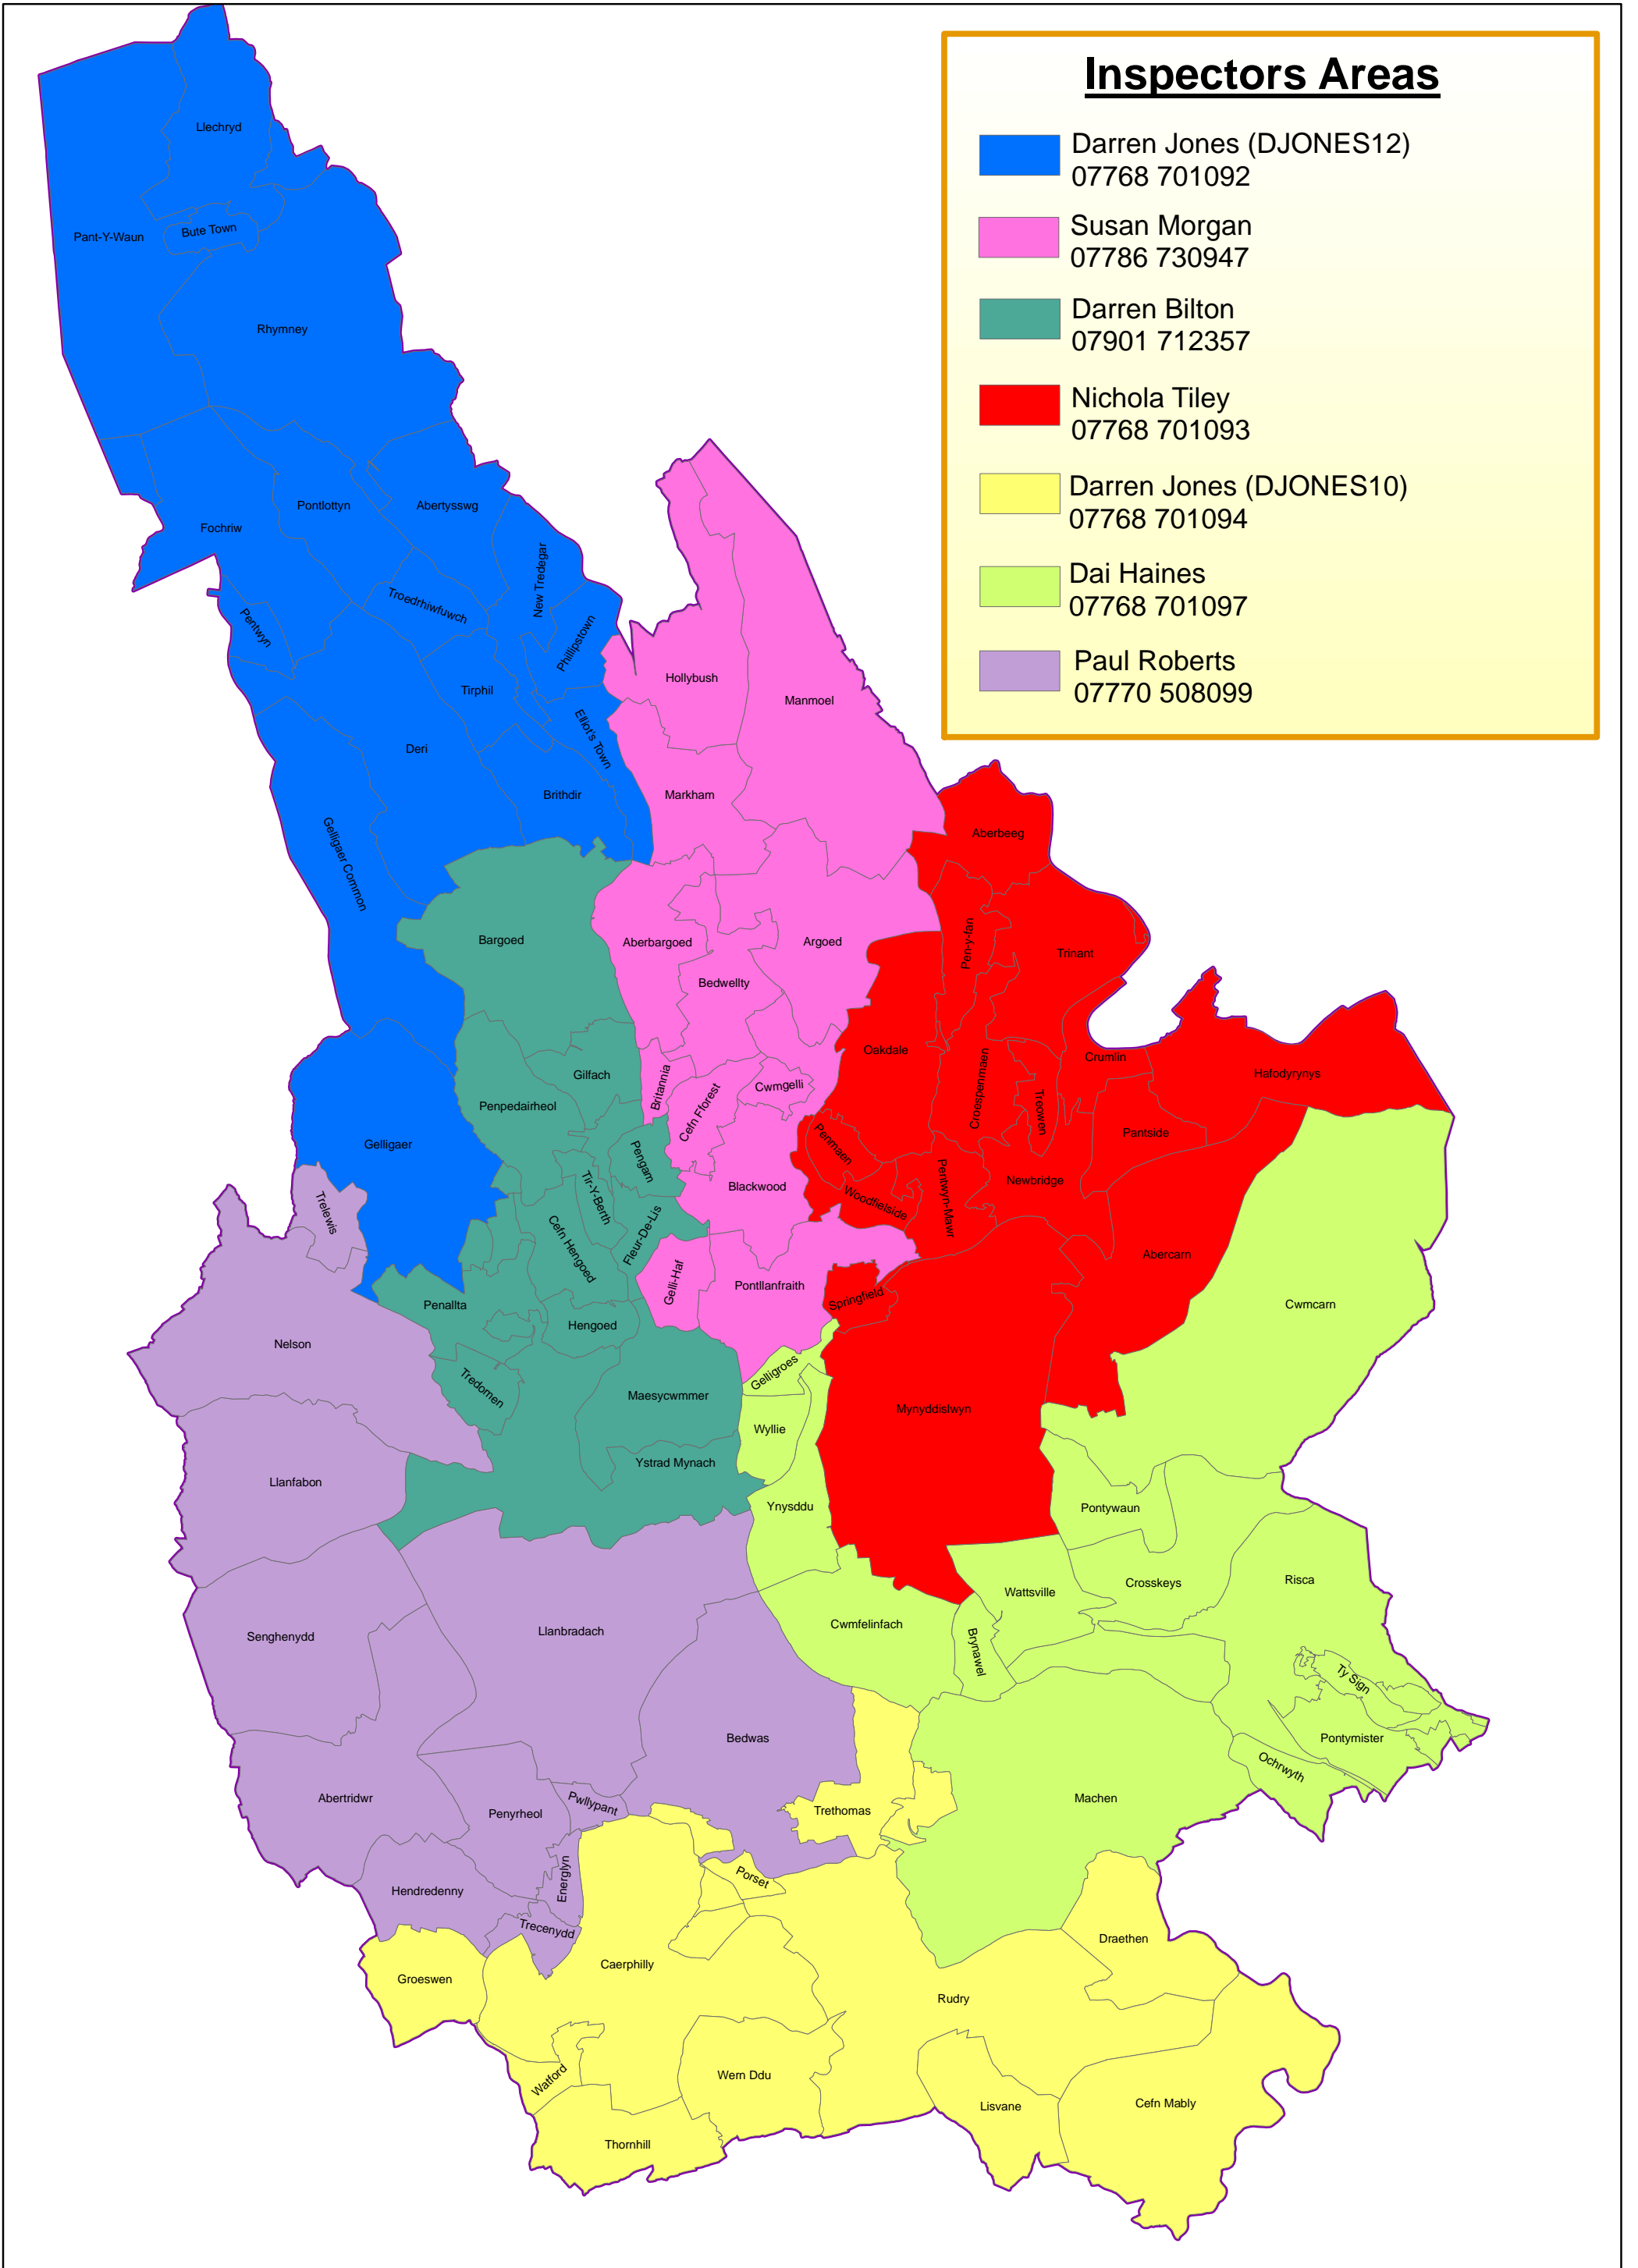 Inspectors Areas
Darren Jones (DJONES12)
07768 701092
Susan Morgan
07786 730947
Darren Bilton
07901 712357
Nichola Tiley
07768 701093
Darren Jones (DJONES10)
07768 701094
Dai Haines
07768 701097
Paul Roberts
07770 508099
Llechryd
Pant-Y-Waun
Bute Town
Rhymney
Pontlottyn
Abertysswg
Fochriw
New Tredegar
Troedrhiwfuwch
Pentwyn
Phillipstown
Tirphil
Elliot's Town
Deri
Brithdir
Gelligaer Common
Gelligaer
Hollybush
Manmoel
Markham
Aberbargoed
Argoed
Bedwellty
Britannia
Cefn Fforest
Cwmgelli
Blackwood
Gelli-Haf
Pontllanfraith
Bargoed
Gilfach
Penpedairheol
Pengam
Tir-Y-Berth
Fleur-De-Lis
Cefn Hengoed
Penallta
Hengoed
Tredomen
Maesycwmmer
Ystrad Mynach
Aberbeeg
Pen-y-fan
Trinant
Oakdale
Crumlin
Hafodyrynys
Croespenmaen
Treowen
Pantside
Penmaen
Woodfielside
Pentwyn-Mawr
Newbridge
Abercarn
Springfield
Mynyddislwyn
Trelewis
Nelson
Llanfabon
Senghenydd
Llanbradach
Bedwas
Abertridwr
Penyrheol
Pwllypant
Hendredenny
Energlyn
Trecenydd
Cwmcarn
Gelligroes
Wyllie
Ynysddu
Pontywaun
Crosskeys
Risca
Wattsville
Cwmfelinfach
Brynawel
Ty Sign
Pontymister
Ochrwyth
Machen
Trethomas
Porset
Draethen
Caerphilly
Groeswen
Rudry
Watford
Wern Ddu
Lisvane
Cefn Mably
Thornhill